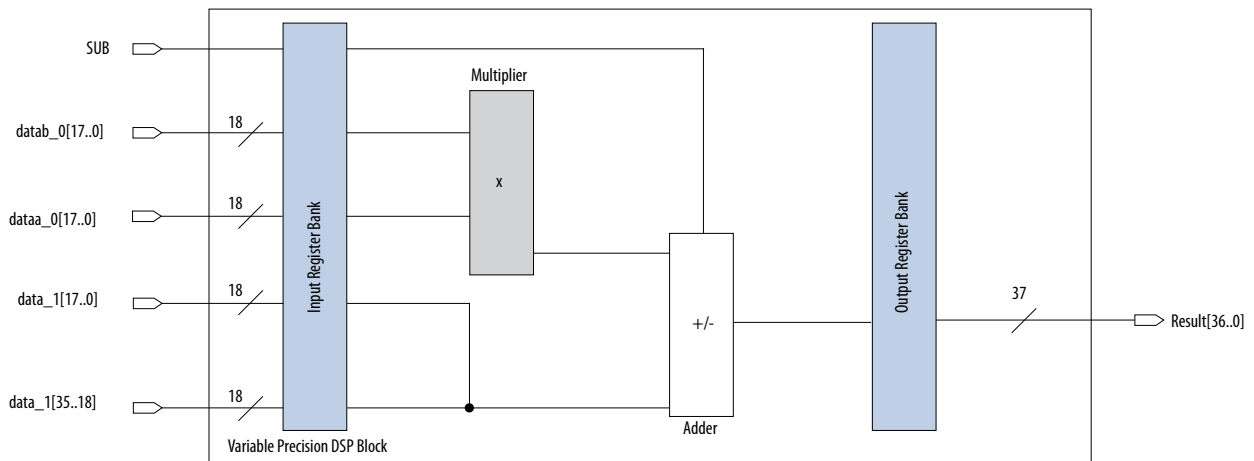 SUB
Multiplier
datab_0[17..0]
18
x
dataa_0[17..0]
18
Input Register Bank
Output Register Bank
data_1[17..0]
18
+/-
37
Result[36..0]
data_1[35..18]
18
Adder
Variable Precision DSP Block